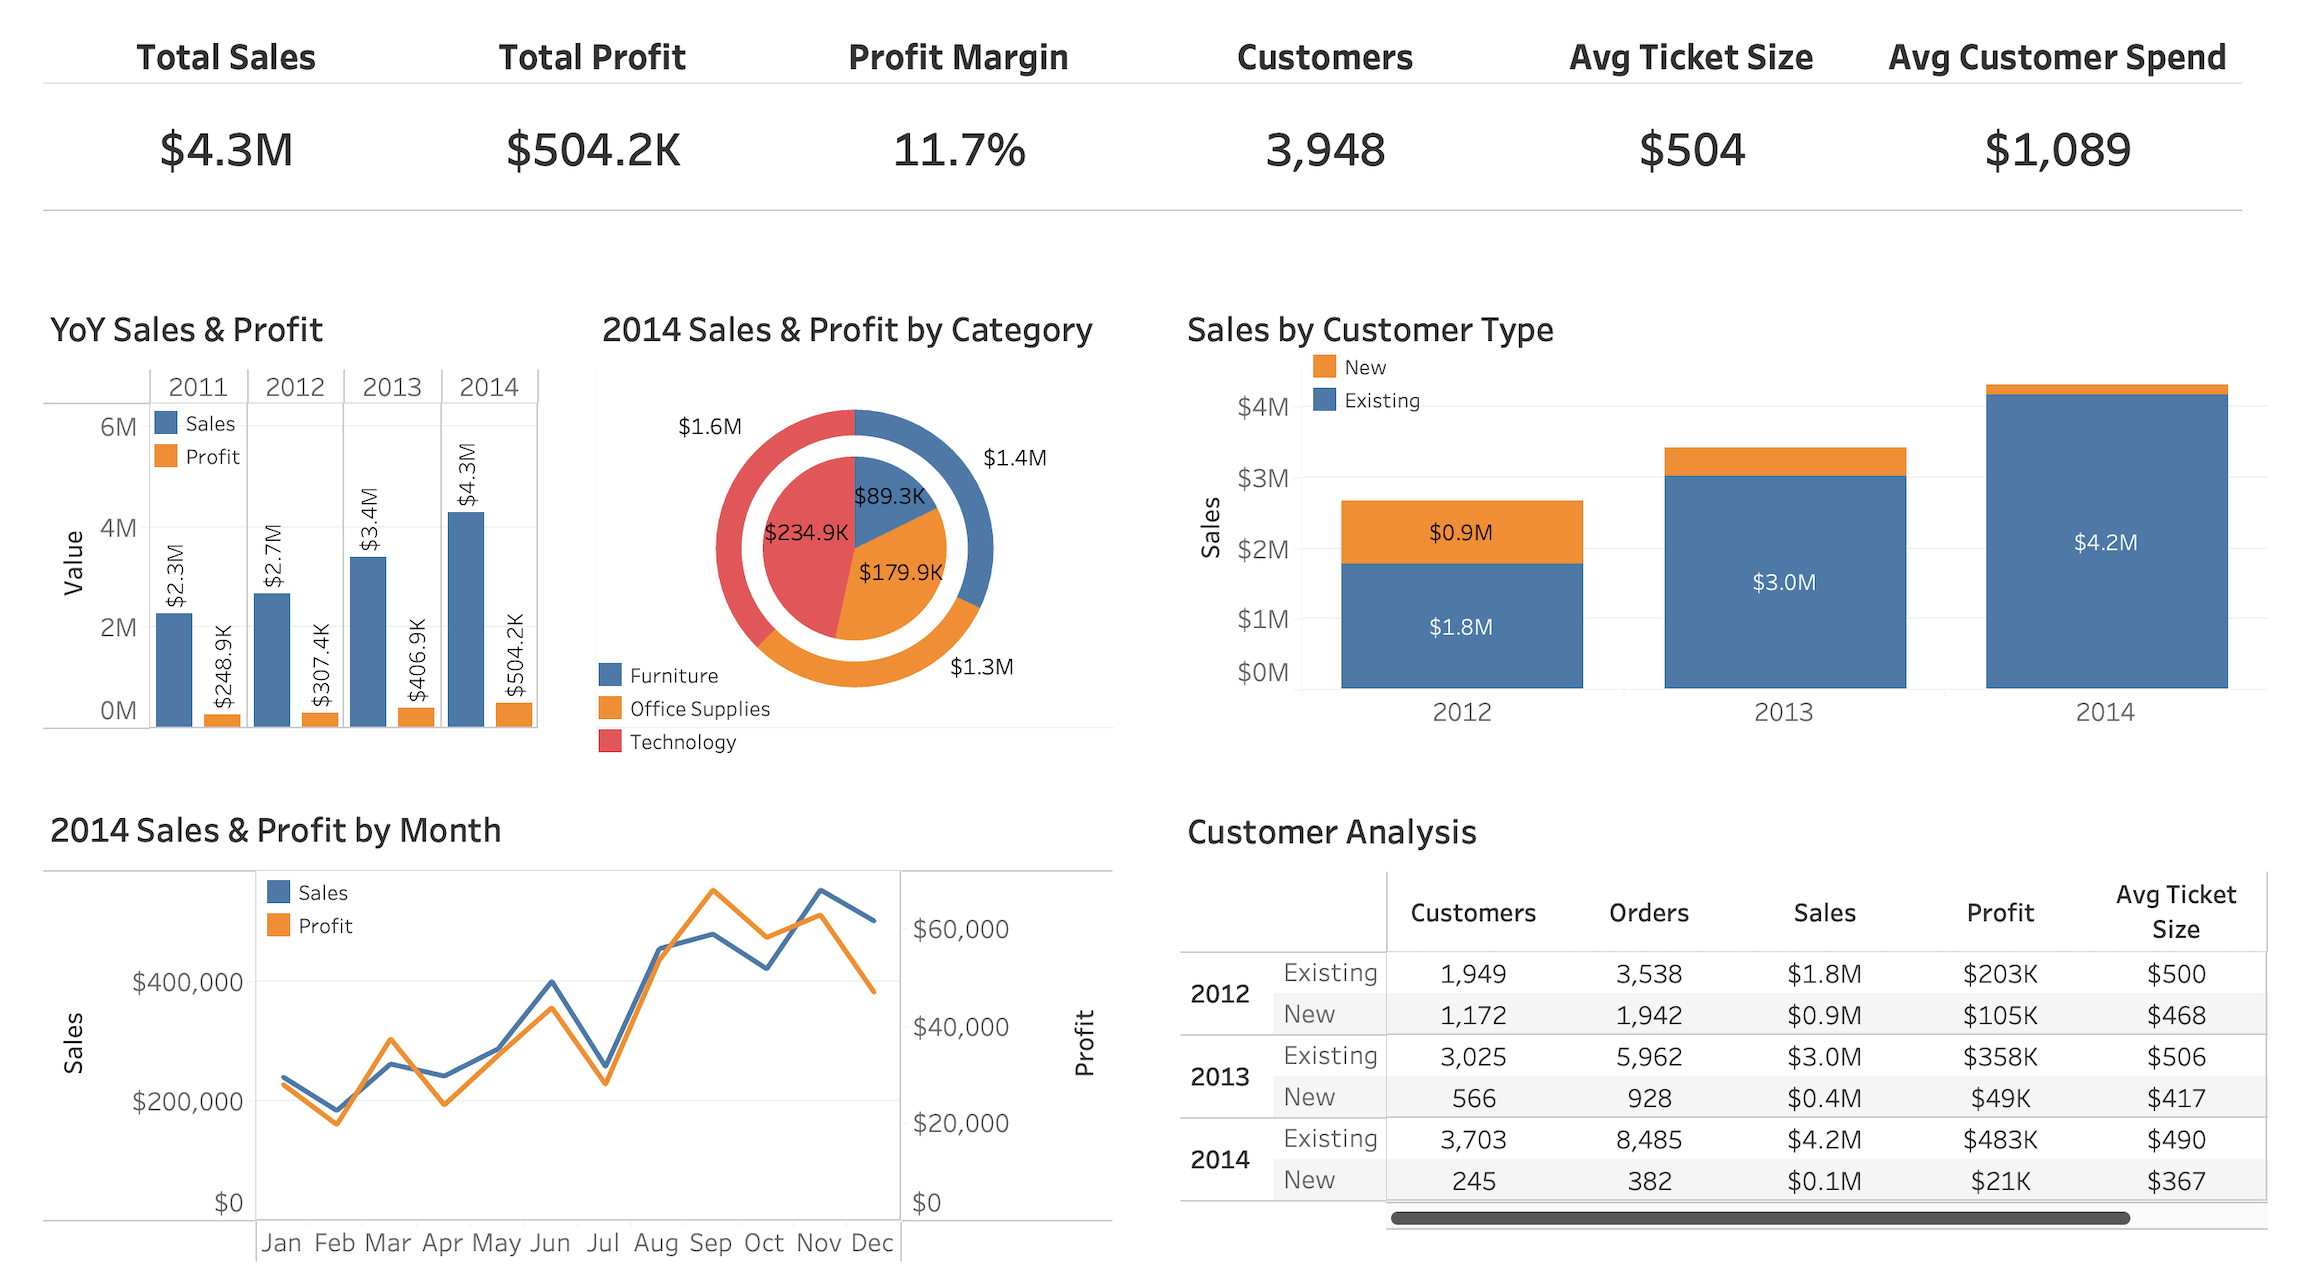 Total Sales Total Profit Profit Margin Customers Avg Ticket Size Avg Customer Spend
$4.3M $504.2K 11.7% 3,948 $504 $1,089
YoY Sales & Profit
2011 2012 2013 2014
Sales
Profit
Value
6M
4M
2M
0M
$2.3M
$248.9K
$2.7M
$307.4K
$3.4M
$406.9K
$4.3M
$504.2K
2014 Sales & Profit by Category
$1.6M
$1.4M
$1.3M
$89.3K
$234.9K
$179.9K
Furniture
Office Supplies
Technology
Sales by Customer Type
New
Existing
Sales
$4M
$3M
$2M
$1M
$0M
$0.9M
$1.8M
$3.0M
$4.2M
2012 2013 2014
2014 Sales & Profit by Month
Sales
Profit
Sales
$400,000
$200,000
$0
$60,000
$40,000
$20,000
$0
Profit
Jan Feb Mar Apr May Jun Jul Aug Sep Oct Nov Dec
Customer Analysis
Customers Orders Sales Profit Avg Ticket
Size
2012
Existing 1,949 3,538 $1.8M $203K $500
New 1,172 1,942 $0.9M $105K $468
2013
Existing 3,025 5,962 $3.0M $358K $506
New 566 928 $0.4M $49K $417
2014
Existing 3,703 8,485 $4.2M $483K $490
New 245 382 $0.1M $21K $367